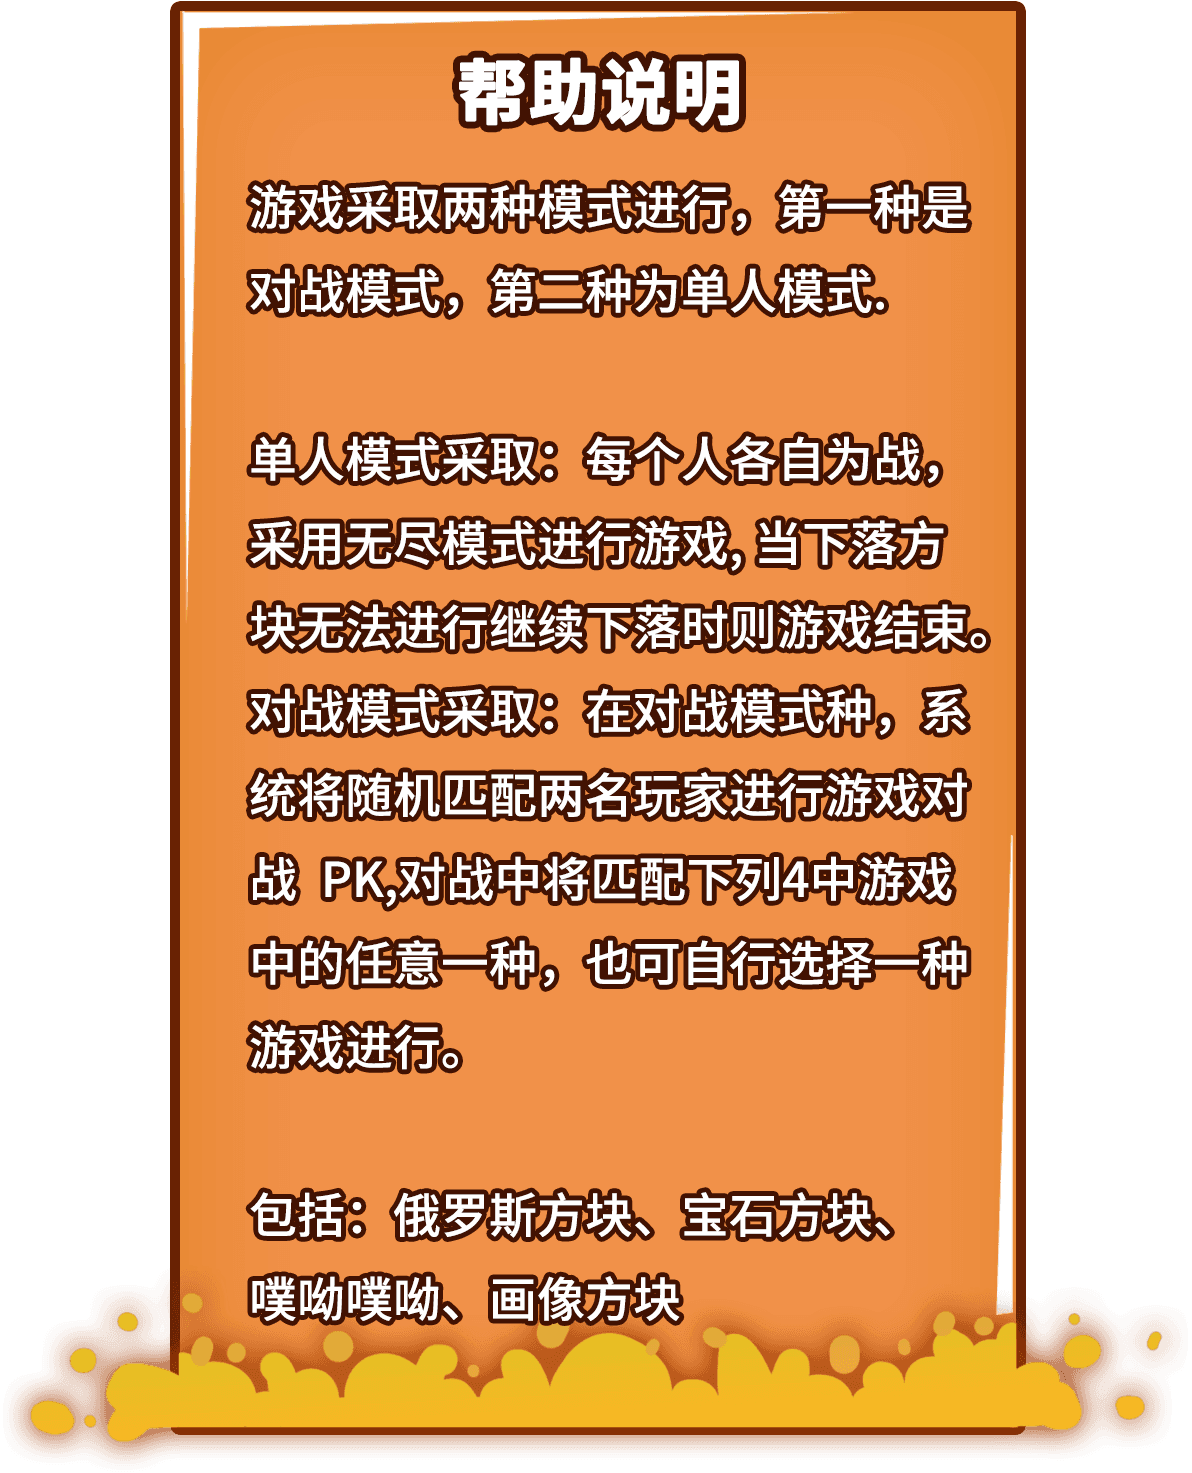 帮助说明
游戏采取两种模式进行，第一种是
对战模式，第二种为单人模式.
单人模式采取：每个人各自为战，
采用无尽模式进行游戏, 当下落方
块无法进行继续下落时则游戏结束。
对战模式采取：在对战模式种，系
统将随机匹配两名玩家进行游戏对
战 PK,对战中将匹配下列4中游戏
中的任意一种，也可自行选择一种
游戏进行。
包括：俄罗斯方块、宝石方块、
噗呦噗呦、画像方块